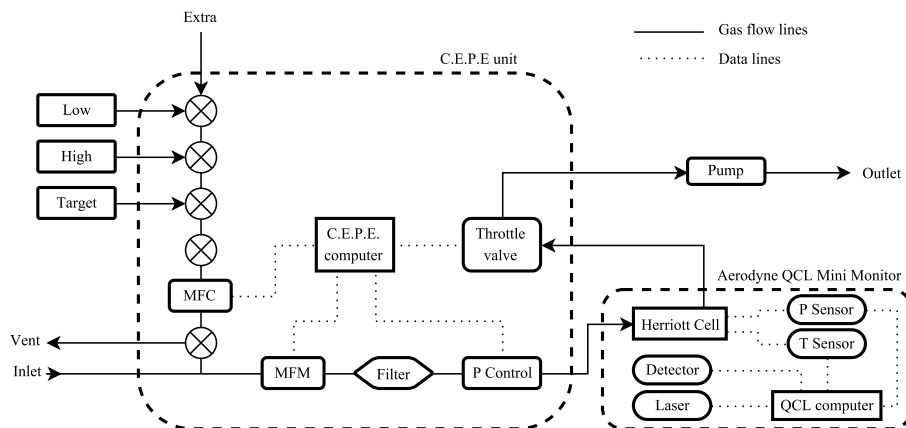 Extra
Gas flow lines
C.E.P.E unit
Data lines
Low
High
Target
Pump
Outlet
C.E.P.E.
computer
Throttle
valve
MFC
Aerodyne QCL Mini Monitor
Herriott Cell
P Sensor
T Sensor
Vent
Inlet
MFM
Filter
P Control
Detector
Laser
QCL computer